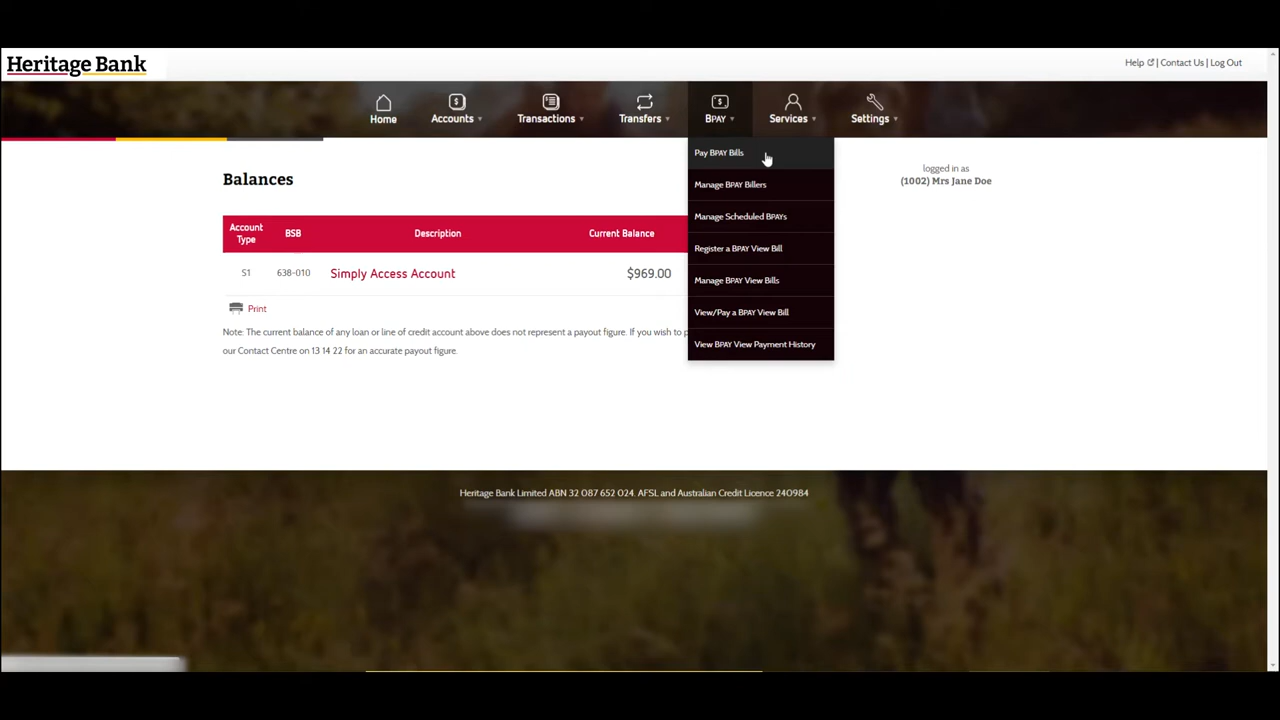 Heritage Bank
Help | Contact Us | Log Out
Home
Accounts
Transactions
Transfers
BPAY
Services
Settings
Pay BPAY Bills
Manage BPAY Billers
Manage Scheduled BPAYs
Register a BPAY View Bill
Manage BPAY View Bills
View/Pay a BPAY View Bill
View BPAY View Payment History
logged in as
(1002) Mrs Jane Doe
Balances
Account Type BSB Description Current Balance
S1 638-010 Simply Access Account $969.00
Print
Note: The current balance of any loan or line of credit account above does not represent a payout figure. If you wish to p
our Contact Centre on 13 14 22 for an accurate payout figure.
Heritage Bank Limited ABN 32 087 652 024. AFSL and Australian Credit Licence 240984